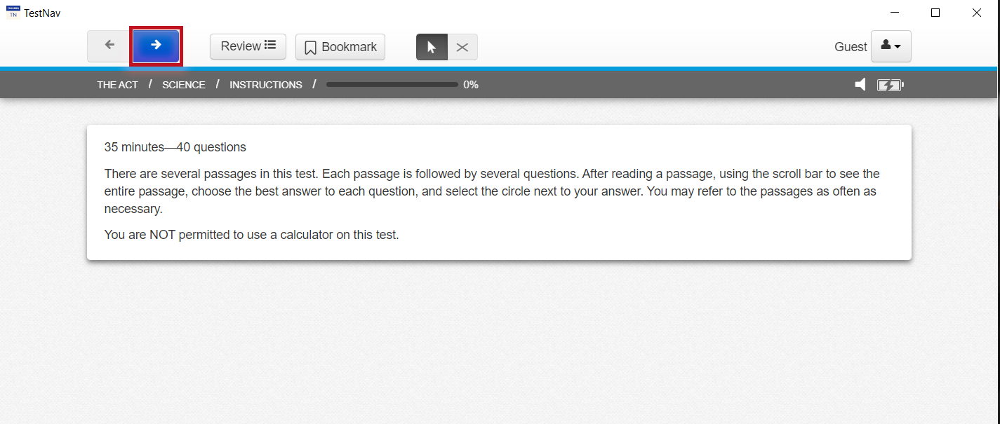 PEARSON
TN
TestNav
Review
Bookmark
Guest
THE ACT / SCIENCE / INSTRUCTIONS / 0%
35 minutes—40 questions
There are several passages in this test. Each passage is followed by several questions. After reading a passage, using the scroll bar to see the
entire passage, choose the best answer to each question, and select the circle next to your answer. You may refer to the passages as often as
necessary.
You are NOT permitted to use a calculator on this test.